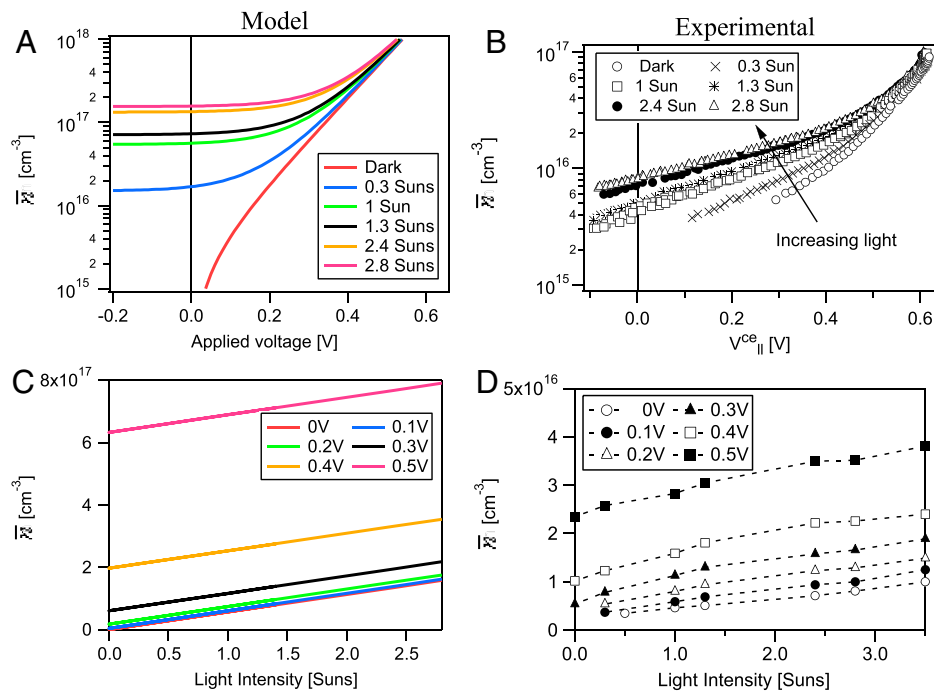 Model
Experimental
A
10^18
4
2
10^17
4
2
10^16
4
2
10^15
n̅ [cm^-3]
Dark
0.3 Suns
1 Sun
1.3 Suns
2.4 Suns
2.8 Suns
-0.2 0.0 0.2 0.4 0.6
Applied voltage [V]
B
10^17
6
4
2
10^16
6
4
2
10^15
n̅ [cm^-3]
Dark 0.3 Sun
1 Sun 1.3 Sun
2.4 Sun 2.8 Sun
Increasing light
0.0 0.2 0.4 0.6
V^ce_II [V]
C
8x10^17
6
4
2
0
n̅ [cm^-3]
0V 0.1V
0.2V 0.3V
0.4V 0.5V
0.0 0.5 1.0 1.5 2.0 2.5
Light Intensity [Suns]
D
5x10^16
4
3
2
1
0
n̅ [cm^-3]
0V 0.3V
0.1V 0.4V
0.2V 0.5V
0.0 1.0 2.0 3.0
Light Intensity [Suns]